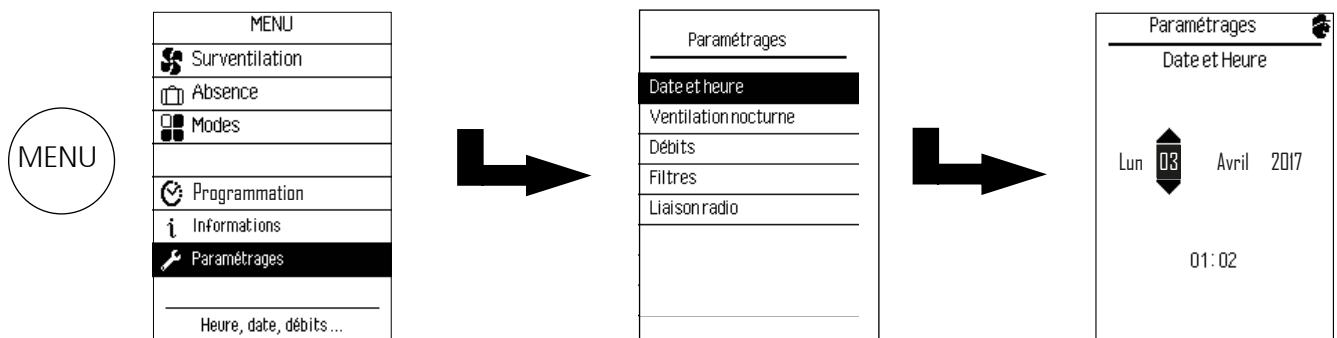 MENU
MENU
Surventilation
Absence
Modes
Programmation
Informations
Paramétrages
Heure, date, débits...
Paramétrages
Date et heure
Ventilation nocturne
Débits
Filtres
Liaison radio
Paramétrages
Date et Heure
Lun 03 Avril 2017
01:02